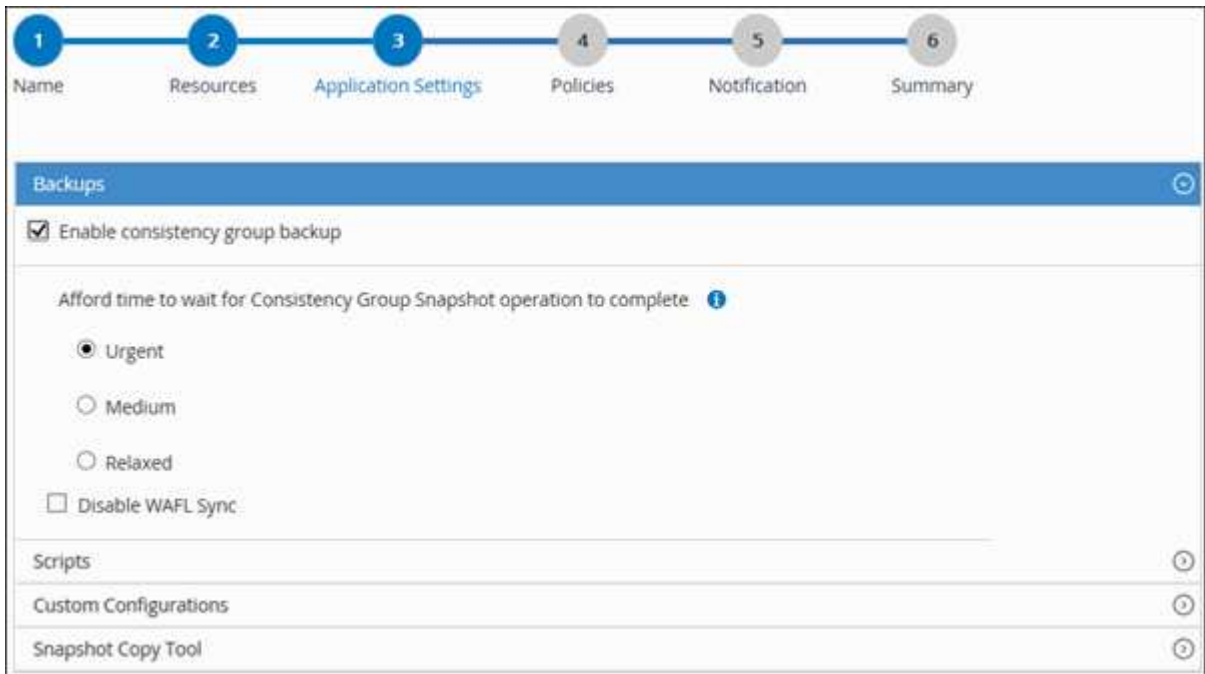 1 2 3 4 5 6
Name Resources Application Settings Policies Notification Summary
Backups
Enable consistency group backup
Afford time to wait for Consistency Group Snapshot operation to complete i
Urgent
Medium
Relaxed
Disable WAFL Sync
Scripts
Custom Configurations
Snapshot Copy Tool